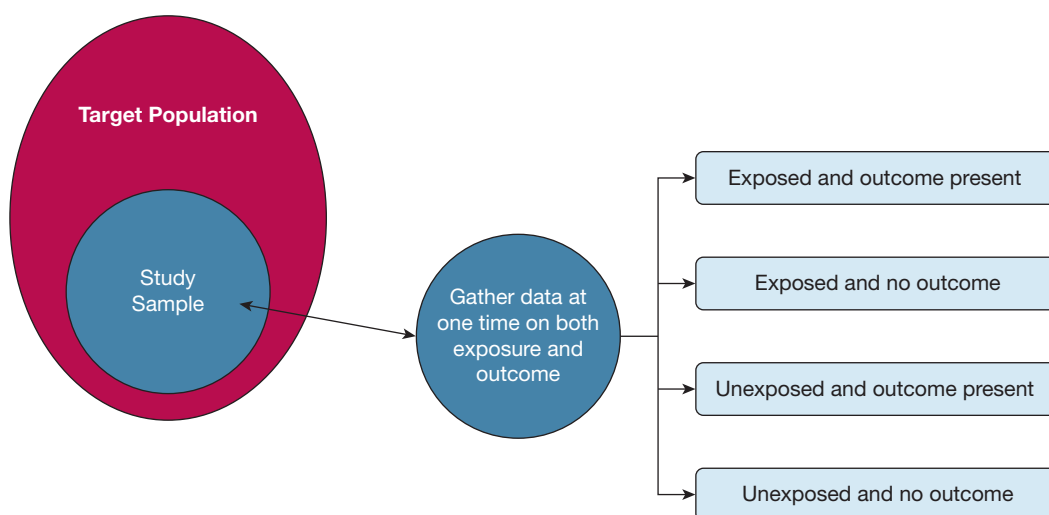 Target Population
Study
Sample
Gather data at
one time on both
exposure and
outcome
Exposed and outcome present
Exposed and no outcome
Unexposed and outcome present
Unexposed and no outcome